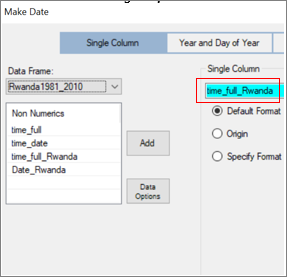 Make Date
Single Column
Year and Day of Year
Data Frame:
Rwanda1981_2010
Non Numerics
time_full
time_date
time_full_Rwanda
Date_Rwanda
Add
Data
Options
Single Column
time_full_Rwanda
Default Format
Origin
Specify Format